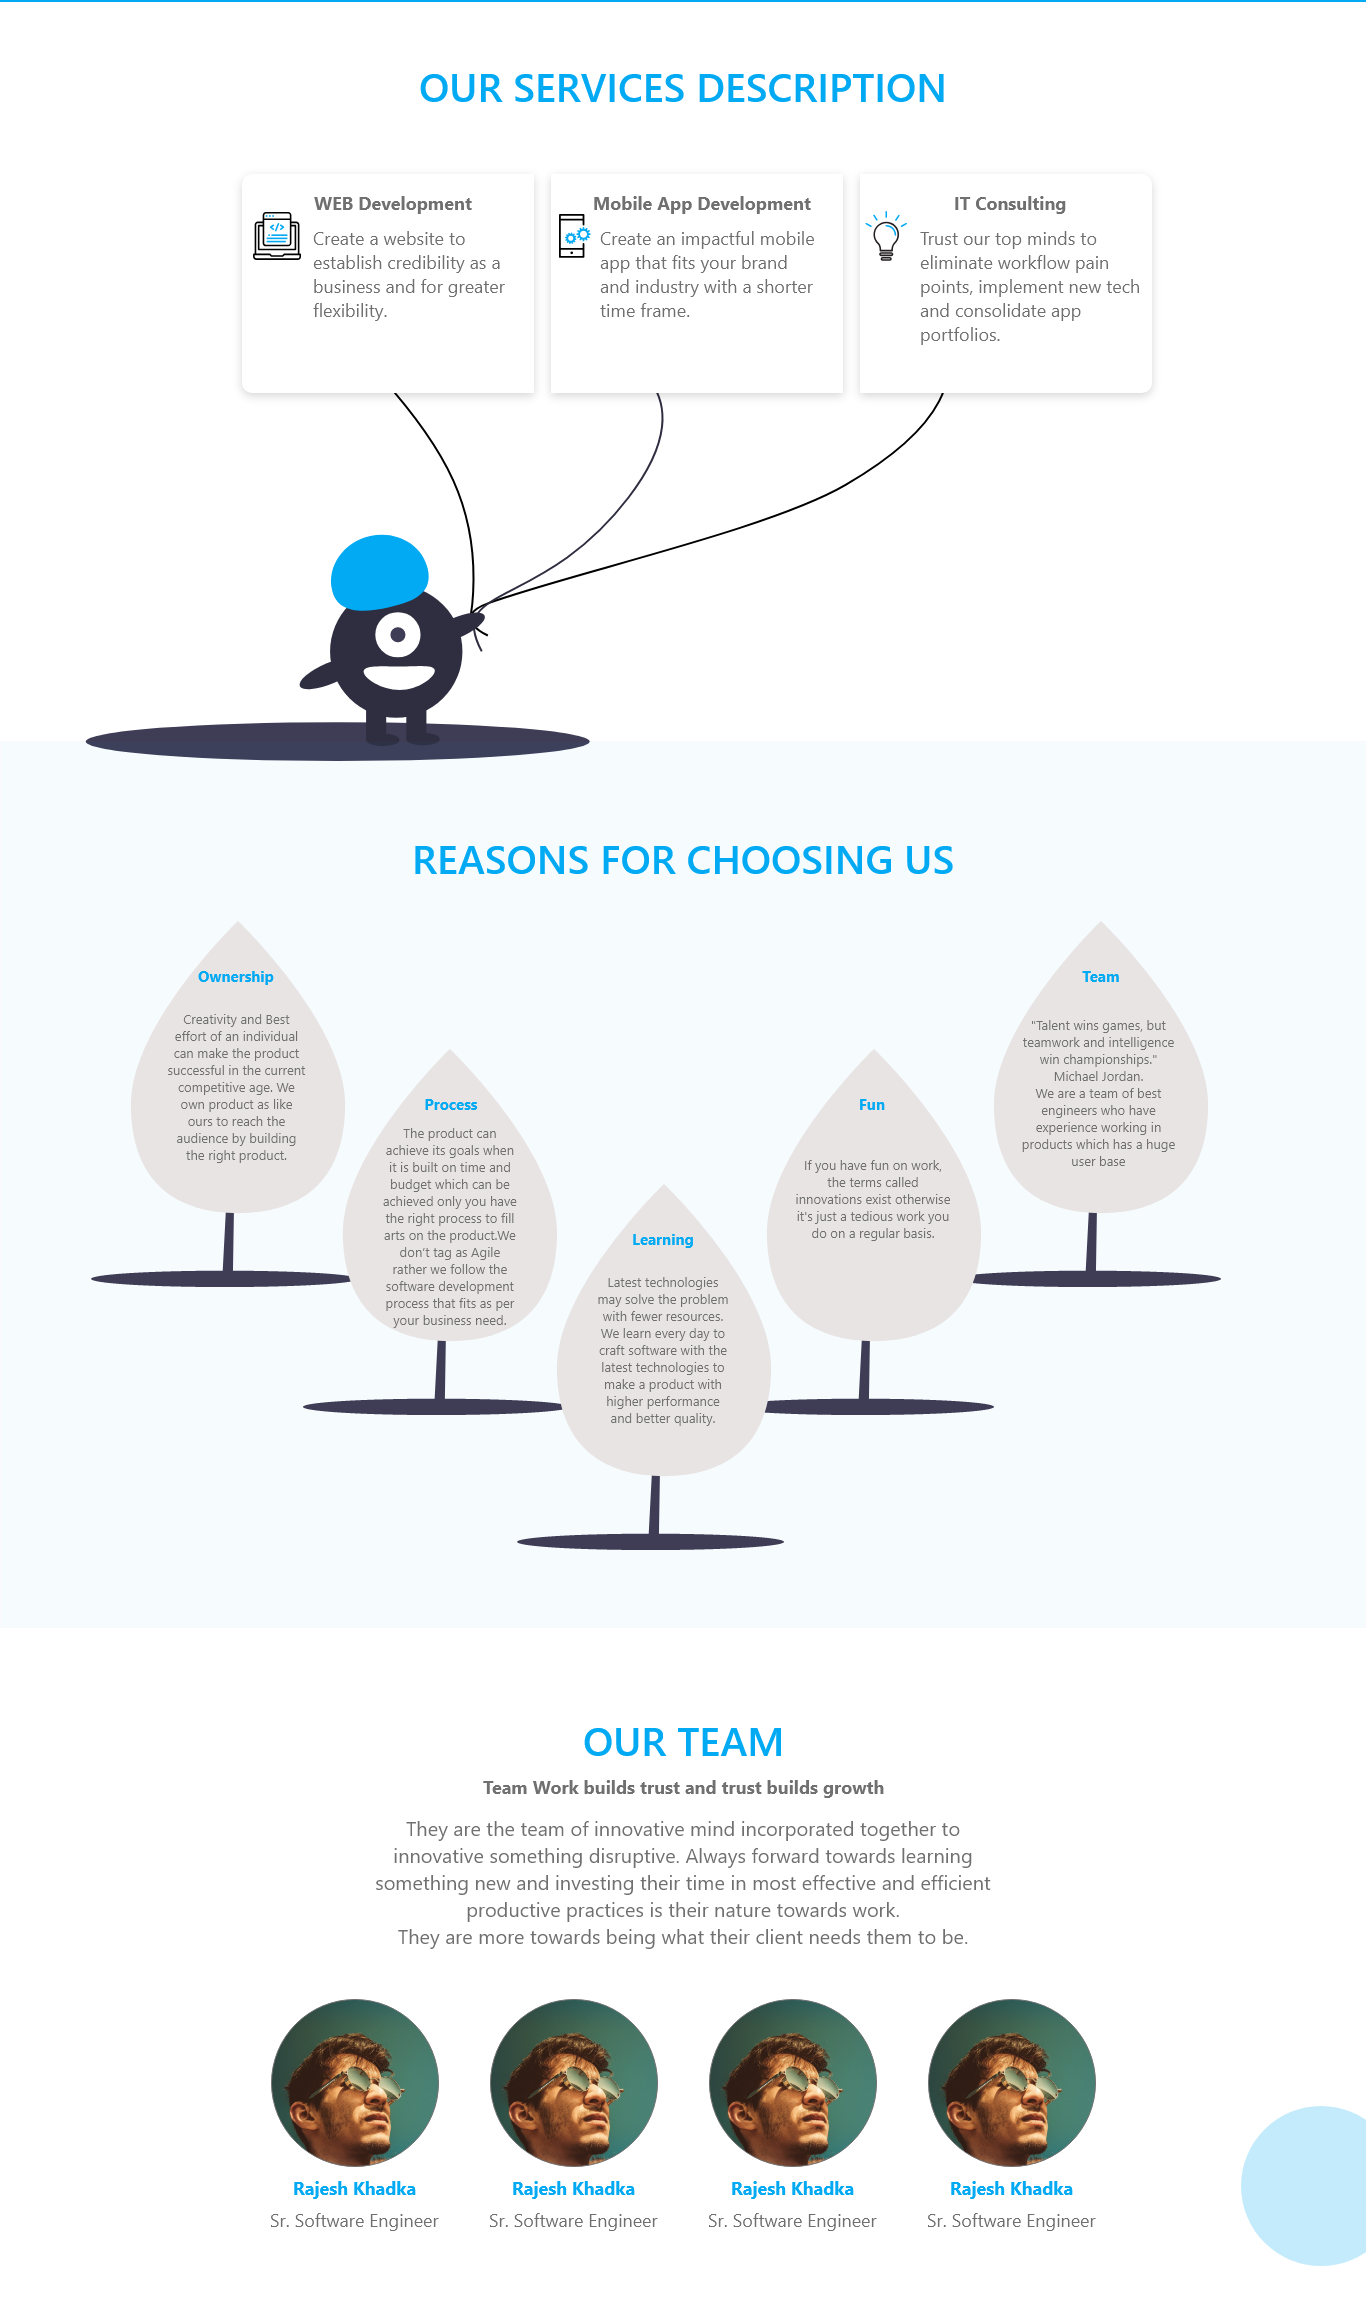 OUR SERVICES DESCRIPTION
WEB Development
Create a website to
establish credibility as a
business and for greater
flexibility.
Mobile App Development
Create an impactful mobile
app that fits your brand
and industry with a shorter
time frame.
IT Consulting
Trust our top minds to
eliminate workflow pain
points, implement new tech
and consolidate app
portfolios.
REASONS FOR CHOOSING US
Ownership
Creativity and Best
effort of an individual
can make the product
successful in the current
competitive age. We
own product as like
ours to reach the
audience by building
the right product.
Process
The product can
achieve its goals when
it is built on time and
budget which can be
achieved only you have
the right process to fill
arts on the product.We
don't tag as Agile
rather we follow the
software development
process that fits as per
your business need.
Learning
Latest technologies
may solve the problem
with fewer resources.
We learn every day to
craft software with the
latest technologies to
make a product with
higher performance
and better quality.
Fun
If you have fun on work,
the terms called
innovations exist otherwise
it's just a tedious work you
do on a regular basis.
Team
"Talent wins games, but
teamwork and intelligence
win championships."
Michael Jordan.
We are a team of best
engineers who have
experience working in
products which has a huge
user base
OUR TEAM
Team Work builds trust and trust builds growth
They are the team of innovative mind incorporated together to
innovative something disruptive. Always forward towards learning
something new and investing their time in most effective and efficient
productive practices is their nature towards work.
They are more towards being what their client needs them to be.
Rajesh Khadka
Sr. Software Engineer
Rajesh Khadka
Sr. Software Engineer
Rajesh Khadka
Sr. Software Engineer
Rajesh Khadka
Sr. Software Engineer